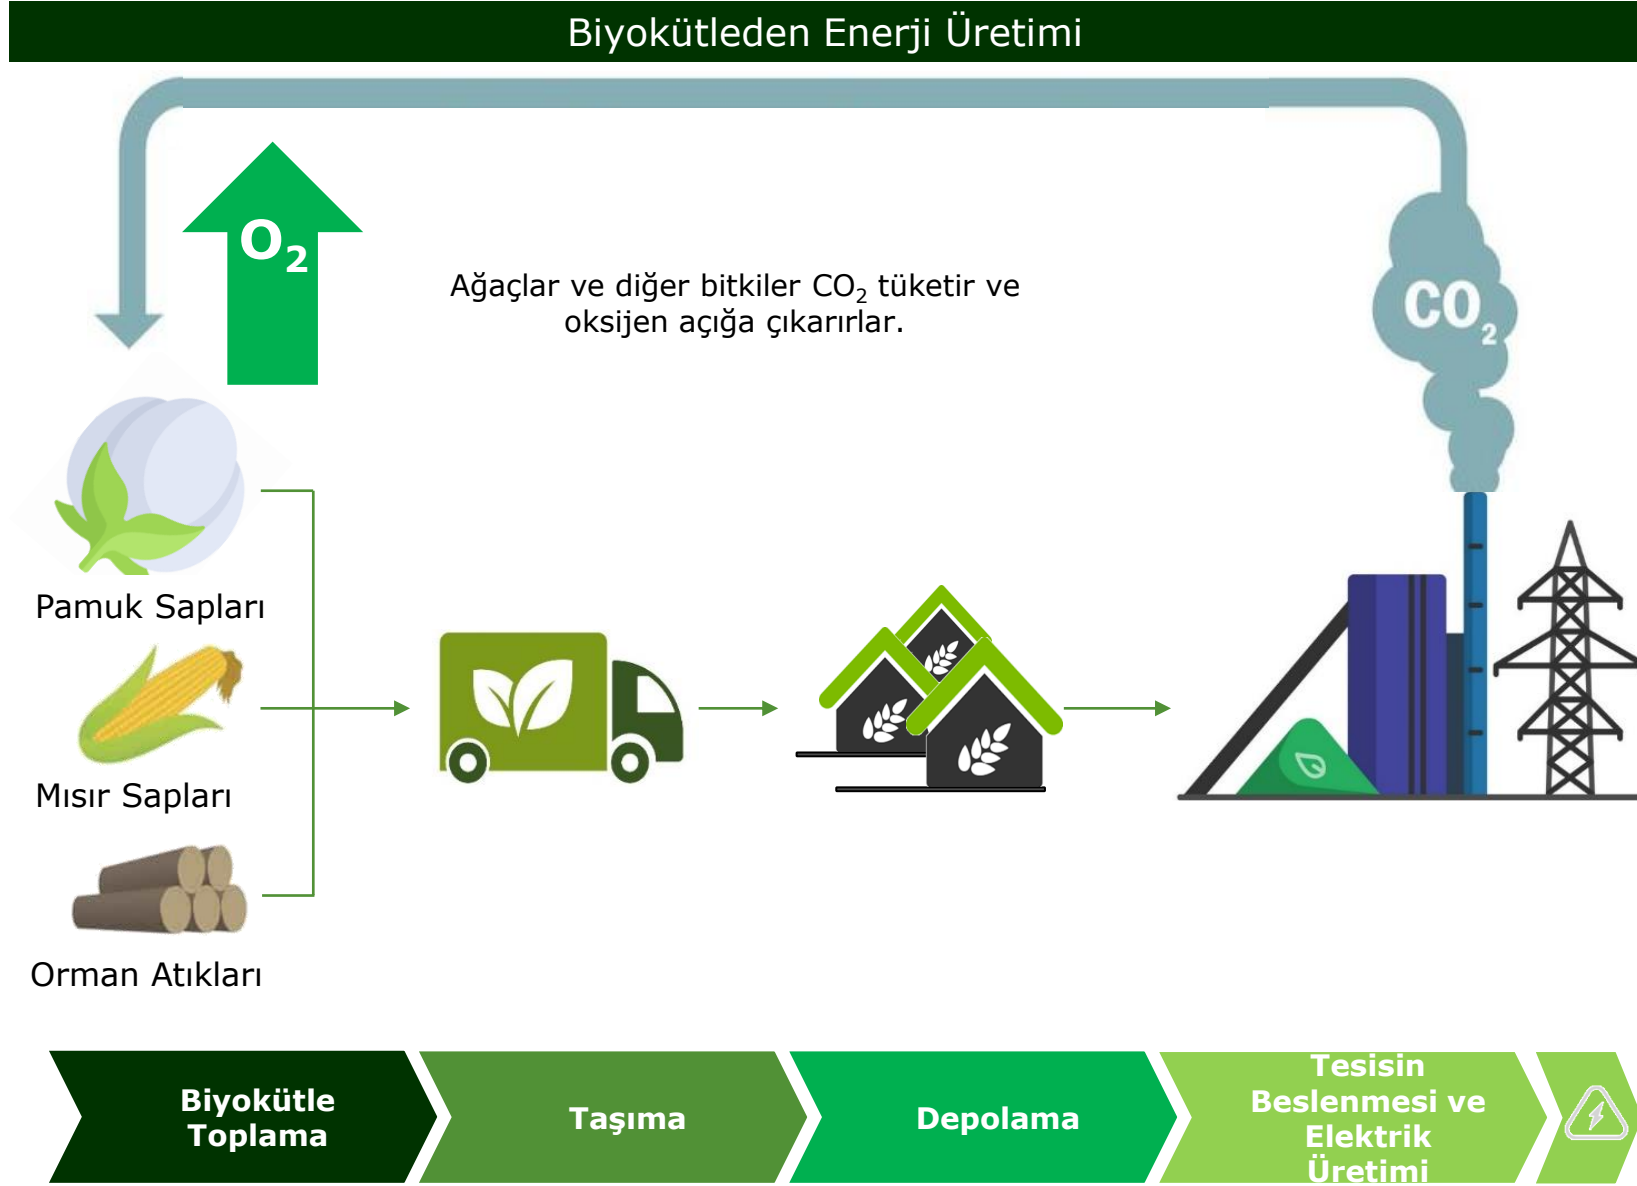 Biyokütleden Enerji Üretimi
O₂
Ağaçlar ve diğer bitkiler CO₂ tüketir ve
oksijen açığa çıkarırlar.
CO₂
Pamuk Sapları
Mısır Sapları
Orman Atıkları
Biyokütle
Toplama
Taşıma
Depolama
Tesisin
Beslenmesi ve
Elektrik
Üretimi